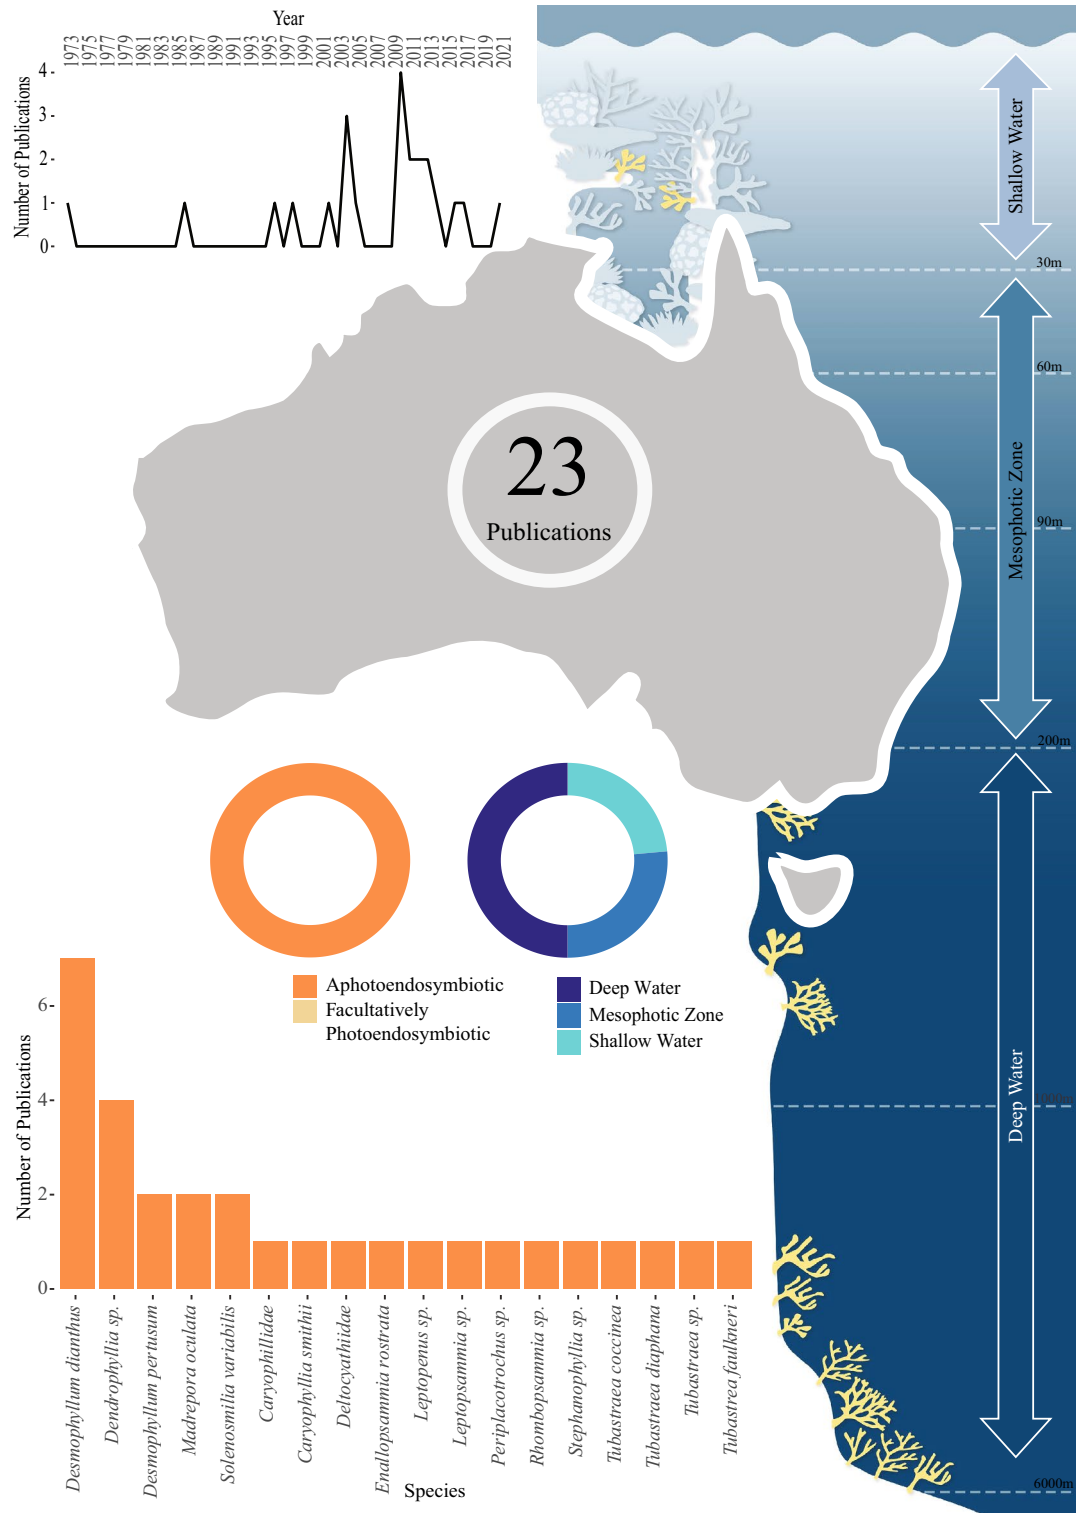 Year
1973
1975
1977
1979
1981
1983
1985
1987
1989
1991
1993
1995
1997
1999
2001
2003
2005
2007
2009
2011
2013
2015
2017
2019
2021
Number of Publications
4
3
2
1
0
Shallow Water
30m
60m
Mesophotic Zone
90m
200m
23
Publications
Aphotoendosymbiotic
Facultatively
Photoendosymbiotic
Deep Water
Mesophotic Zone
Shallow Water
Deep Water
1000m
6000m
Number of Publications
6
4
2
0
Desmophyllum dianthus
Dendrophyllia sp.
Desmophyllum pertusum
Madrepora oculata
Solenosmilia variabilis
Caryophillidae
Caryophyllia smithii
Deltocyathiidae
Enallopsammia rostrata
Leptopenus sp.
Leptopsammia sp.
Periplacotrochus sp.
Rhombopsammia sp.
Stephanophyllia sp.
Tubastraea coccinea
Tubastraea diaphana
Tubastraea sp.
Tubastrea faulkneri
Species